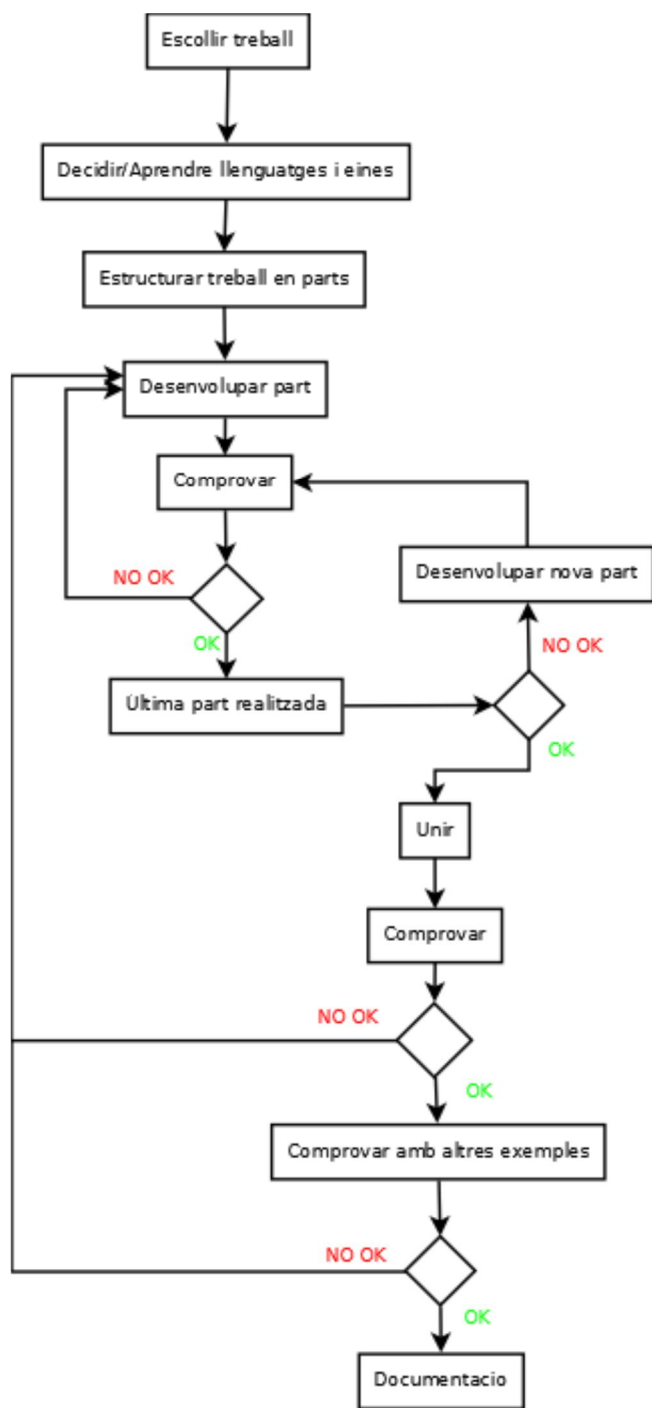 Escollir treball
Decidir/Aprendre llenguatges i eines
Estructurar treball en parts
Desenvolupar part
Comprovar
NO OK
Desenvolupar nova part
OK
NO OK
Última part realitzada
OK
Unir
Comprovar
NO OK
OK
Comprovar amb altres exemples
NO OK
OK
Documentacio